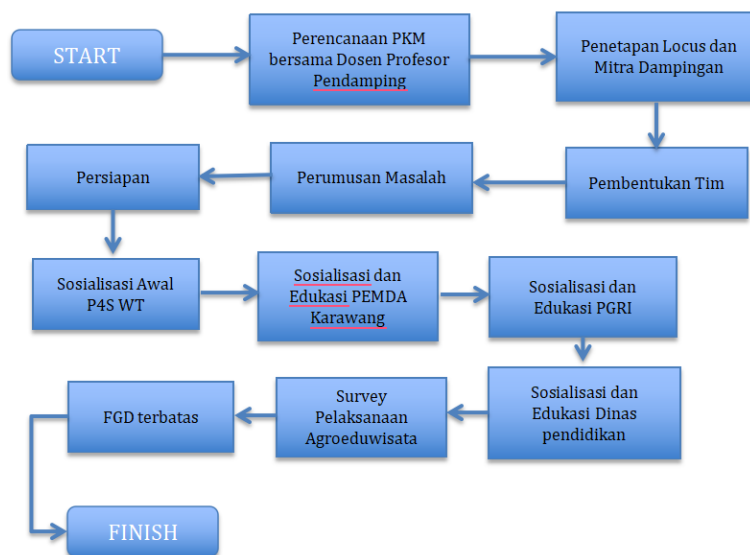 START
Perencanaan PKM
bersama Dosen Profesor
Pendamping
Penetapan Locus dan
Mitra Dampingan
Pembentukan Tim
Perumusan Masalah
Persiapan
Sosialisasi Awal
P4S WT
Sosialisasi dan
Edukasi PEMDA
Karawang
Sosialisasi dan
Edukasi PGRI
Sosialisasi dan
Edukasi Dinas
pendidikan
Survey
Pelaksanaan
Agroeduwisata
FGD terbatas
FINISH